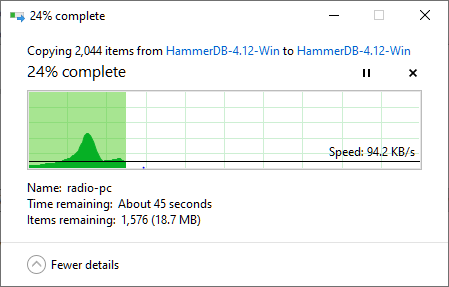 24% complete
Copying 2,044 items from HammerDB-4.12-Win to HammerDB-4.12-Win
24% complete
Speed: 94.2 KB/s
Name: radio-pc
Time remaining: About 45 seconds
Items remaining: 1,576 (18.7 MB)
Fewer details